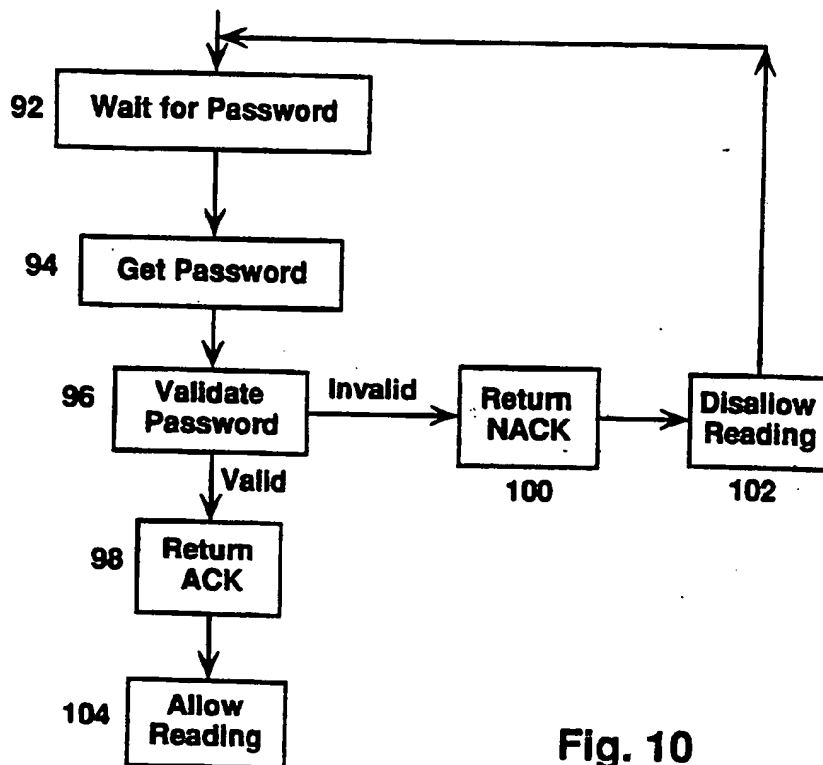 92
Wait for Password
94
Get Password
96
Validate
Password
Invalid
Return
NACK
100
Disallow
Reading
102
Valid
98
Return
ACK
104
Allow
Reading
Fig. 10